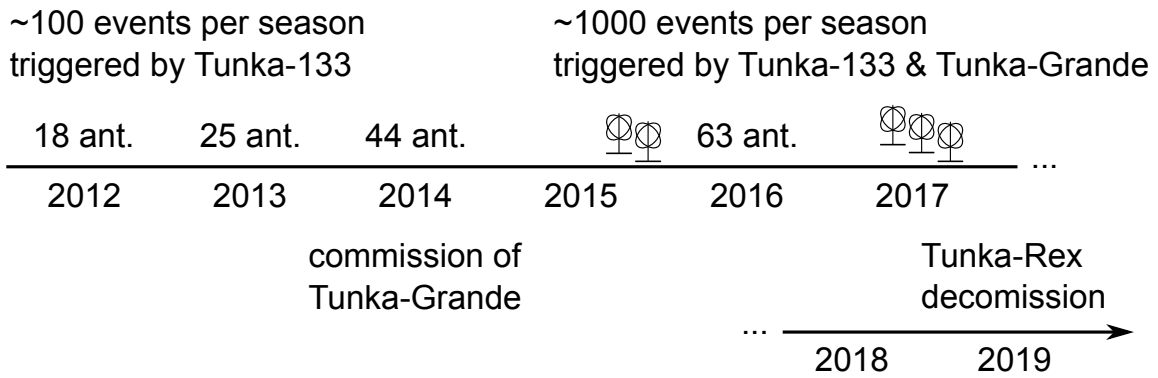 ~100 events per season
triggered by Tunka-133
~1000 events per season
triggered by Tunka-133 & Tunka-Grande
18 ant. 25 ant. 44 ant. 63 ant.
...
2012 2013 2014 2015 2016 2017
commission of
Tunka-Grande
Tunka-Rex
decomission
...
2018 2019